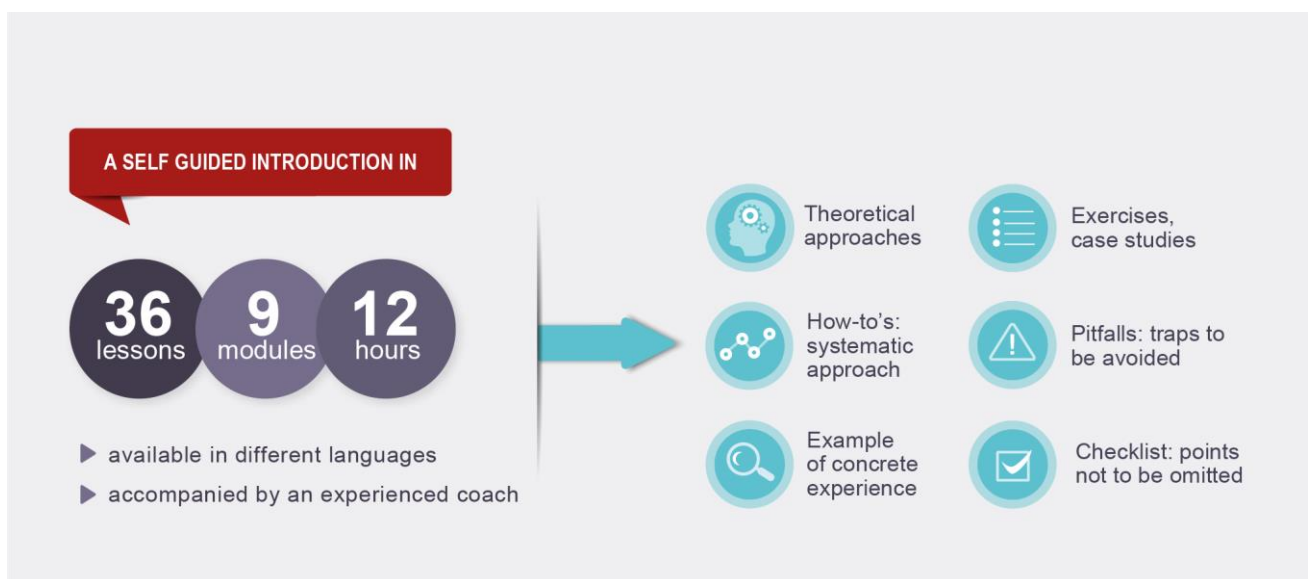 A SELF GUIDED INTRODUCTION IN
36
lessons
9
modules
12
hours
available in different languages
accompanied by an experienced coach
Theoretical
approaches
How-to's:
systematic
approach
Example
of concrete
experience
Exercises,
case studies
Pitfalls: traps to
be avoided
Checklist: points
not to be omitted